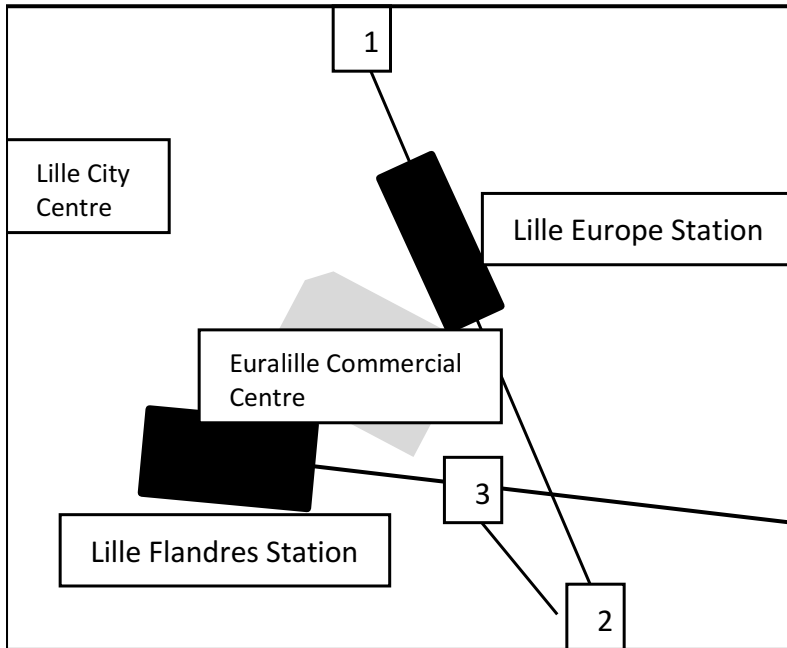 1
Lille City
Centre
Lille Europe Station
Euralille Commercial
Centre
3
Lille Flandres Station
2